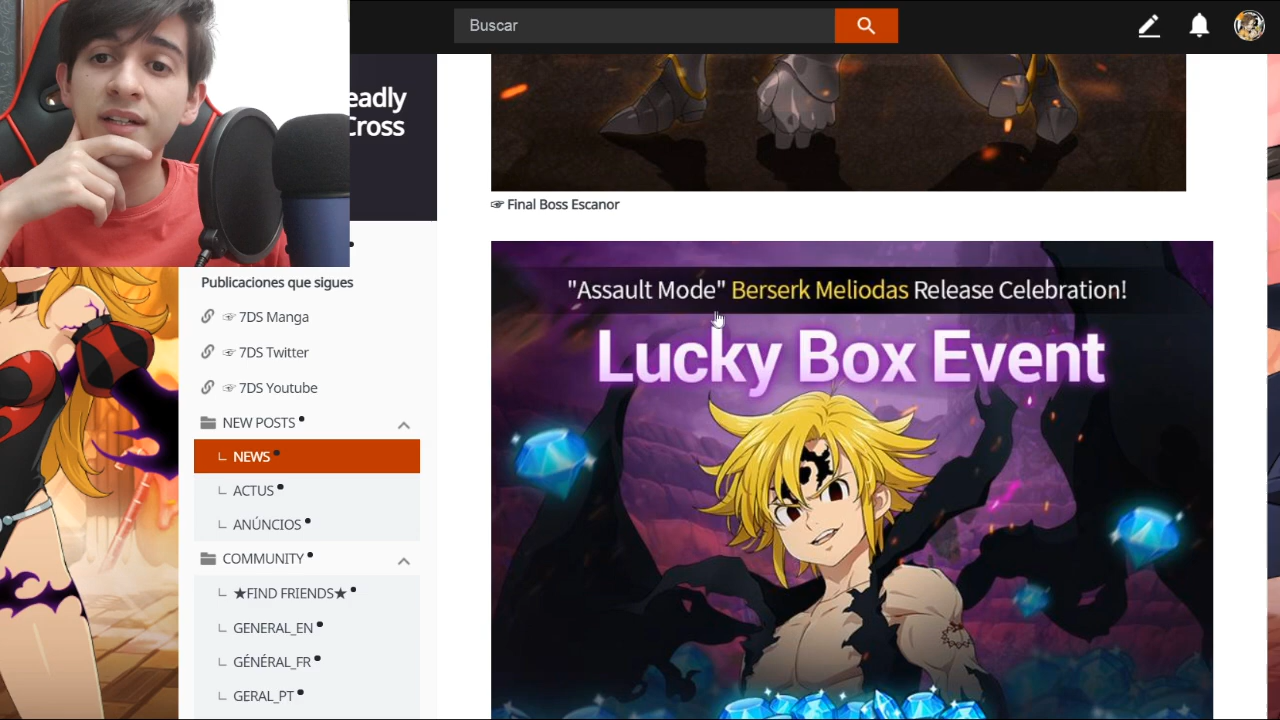 Buscar
eadly
Cross
☞ Final Boss Escanor
Publicaciones que sigues
☞ 7DS Manga
☞ 7DS Twitter
☞ 7DS Youtube
NEW POSTS
NEWS
ACTUS
ANÚNCIOS
COMMUNITY
★FIND FRIENDS★
GENERAL_EN
GÉNÉRAL_FR
GERAL_PT
"Assault Mode" Berserk Meliodas Release Celebration!
Lucky Box Event